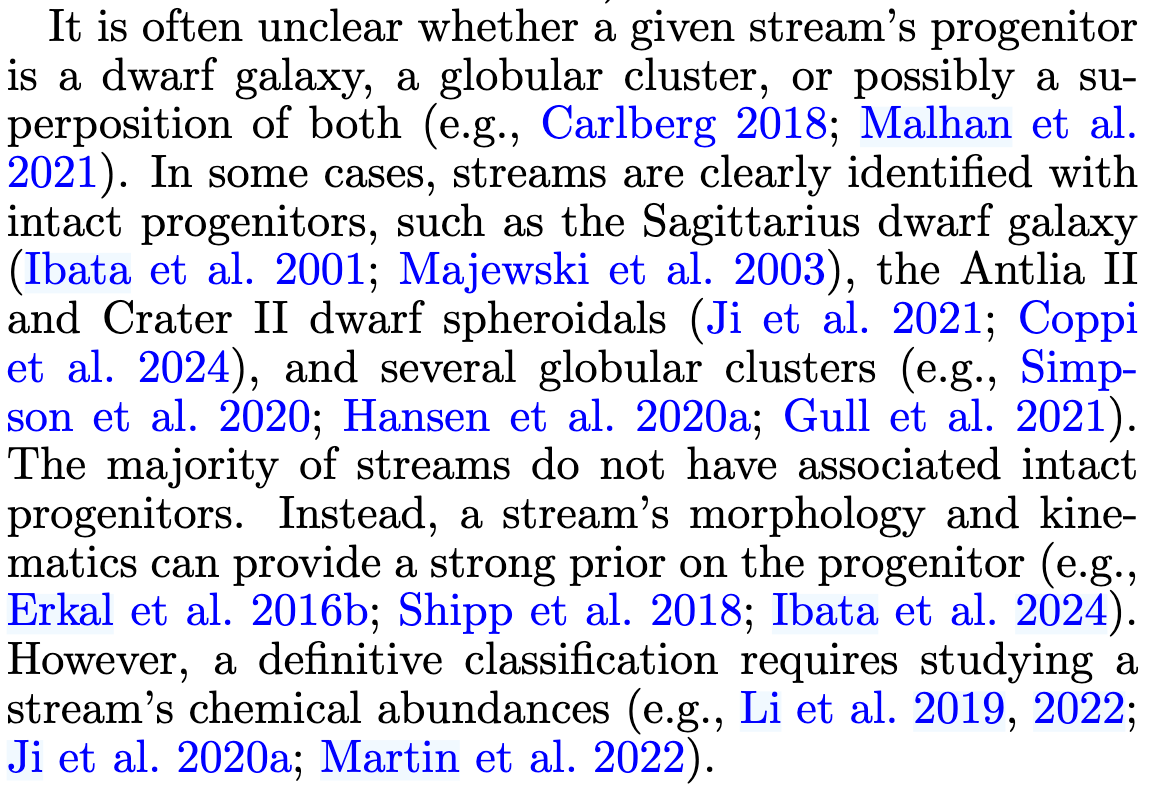 It is often unclear whether a given stream’s progenitor
is a dwarf galaxy, a globular cluster, or possibly a su-
perposition of both (e.g., Carlberg 2018; Malhan et al.
2021). In some cases, streams are clearly identified with
intact progenitors, such as the Sagittarius dwarf galaxy
(Ibata et al. 2001; Majewski et al. 2003), the Antlia II
and Crater II dwarf spheroidals (Ji et al. 2021; Coppi
et al. 2024), and several globular clusters (e.g., Simp-
son et al. 2020; Hansen et al. 2020a; Gull et al. 2021).
The majority of streams do not have associated intact
progenitors. Instead, a stream’s morphology and kine-
matics can provide a strong prior on the progenitor (e.g.,
Erkal et al. 2016b; Shipp et al. 2018; Ibata et al. 2024).
However, a definitive classification requires studying a
stream’s chemical abundances (e.g., Li et al. 2019, 2022;
Ji et al. 2020a; Martin et al. 2022).